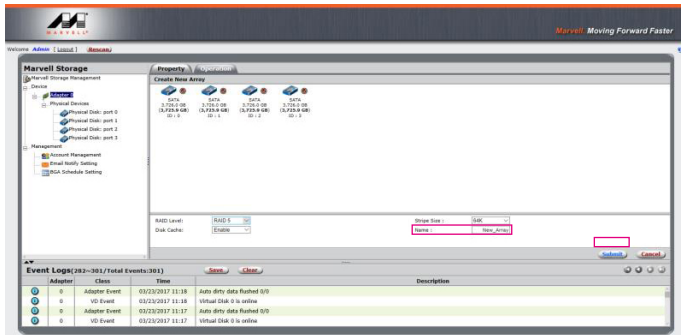 MARVELL
Marvell. Moving Forward Faster
Welcome Admin [ Logout ] (Rescan)
Marvell Storage
Marvell Storage Management
Device
Adapter 0
Physical Devices
Physical Disk: port 0
Physical Disk: port 1
Physical Disk: port 2
Physical Disk: port 3
Management
Account Management
Email Notify Setting
BGA Schedule Setting
Property Operation
Create New Array
SATA SATA SATA SATA
3,726.0 GB 3,726.0 GB 3,726.0 GB 3,726.0 GB
(3,725.9 GB) (3,725.9 GB) (3,725.9 GB) (3,725.9 GB)
ID : 0 ID : 1 ID : 2 ID : 3
RAID Level: RAID 5 Stripe Size : 64K
Disk Cache: Enable Name : New_Array
Submit Cancel
Event Logs(282~301/Total Events:301) Save Clear
Adapter Class Time Description
0 Adapter Event 03/23/2017 11:18 Auto dirty data flushed 0/0
0 VD Event 03/23/2017 11:18 Virtual Disk 0 is online
0 Adapter Event 03/23/2017 11:17 Auto dirty data flushed 0/0
0 VD Event 03/23/2017 11:17 Virtual Disk 0 is online